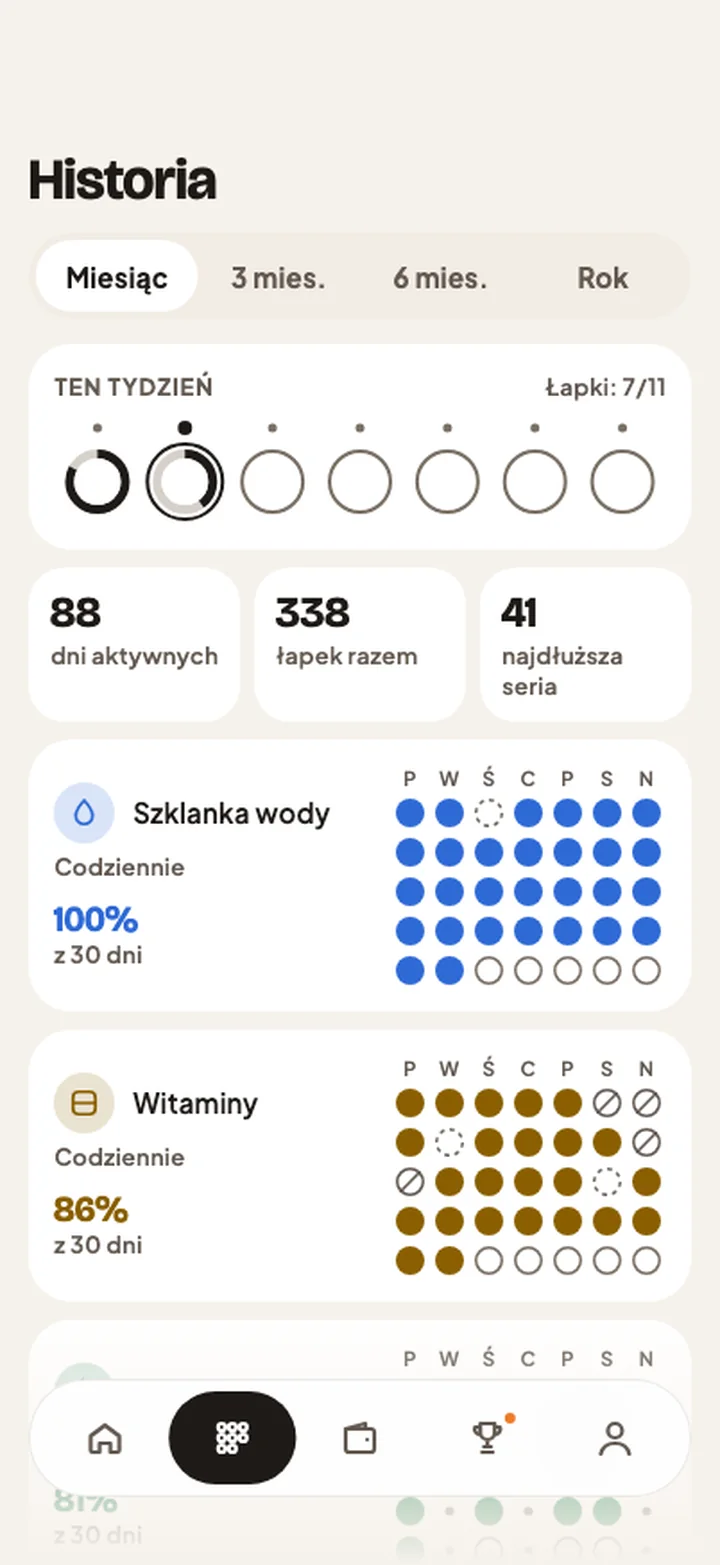 Historia
Miesiąc 3 mies. 6 mies. Rok
TEN TYDZIEŃ Łapki: 7/11
88 338 41
dni aktywnych łapek razem najdłuższa
seria
P W Ś C P S N
Szklanka wody
Codziennie
100%
z 30 dni
P W Ś C P S N
Witaminy
Codziennie
86%
z 30 dni
P W Ś C P S N
81%
z 30 dni